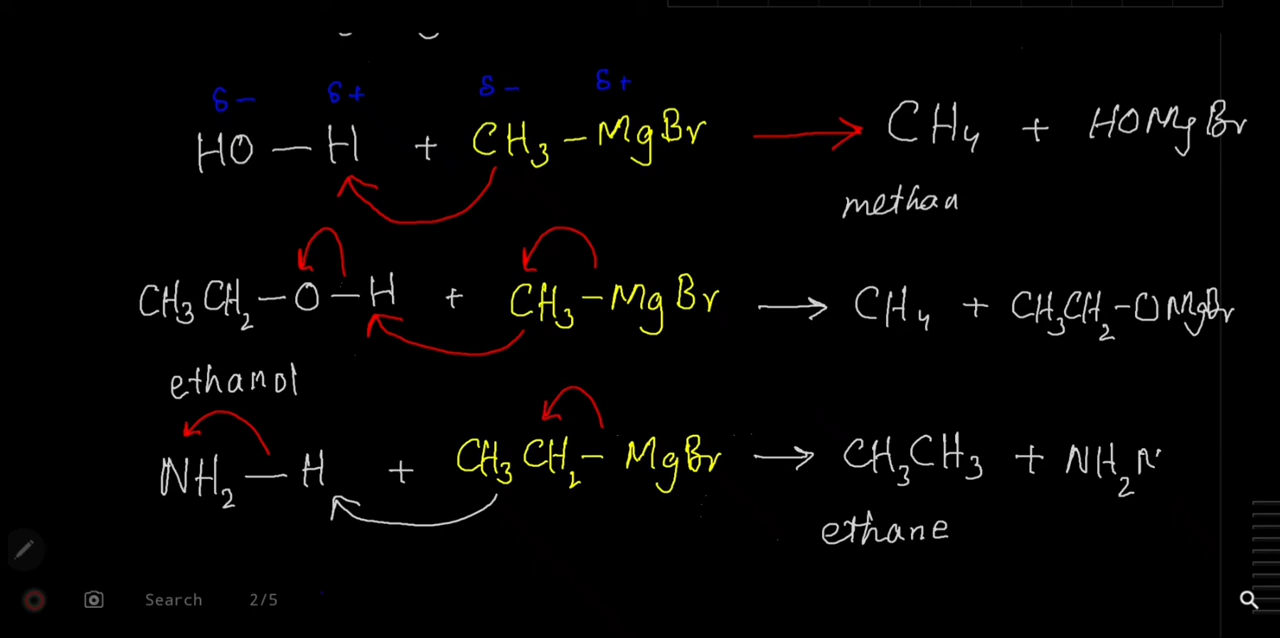 δ- δ+ δ- δ+
HO-H + CH₃-MgBr → CH₄ + HOMgBr
methan
CH₃CH₂-O-H + CH₃-MgBr → CH₄ + CH₃CH₂-OMgBr
ethanol
NH₂-H + CH₃CH₂-MgBr → CH₃CH₃ + NH₂
ethane
Search 2/5